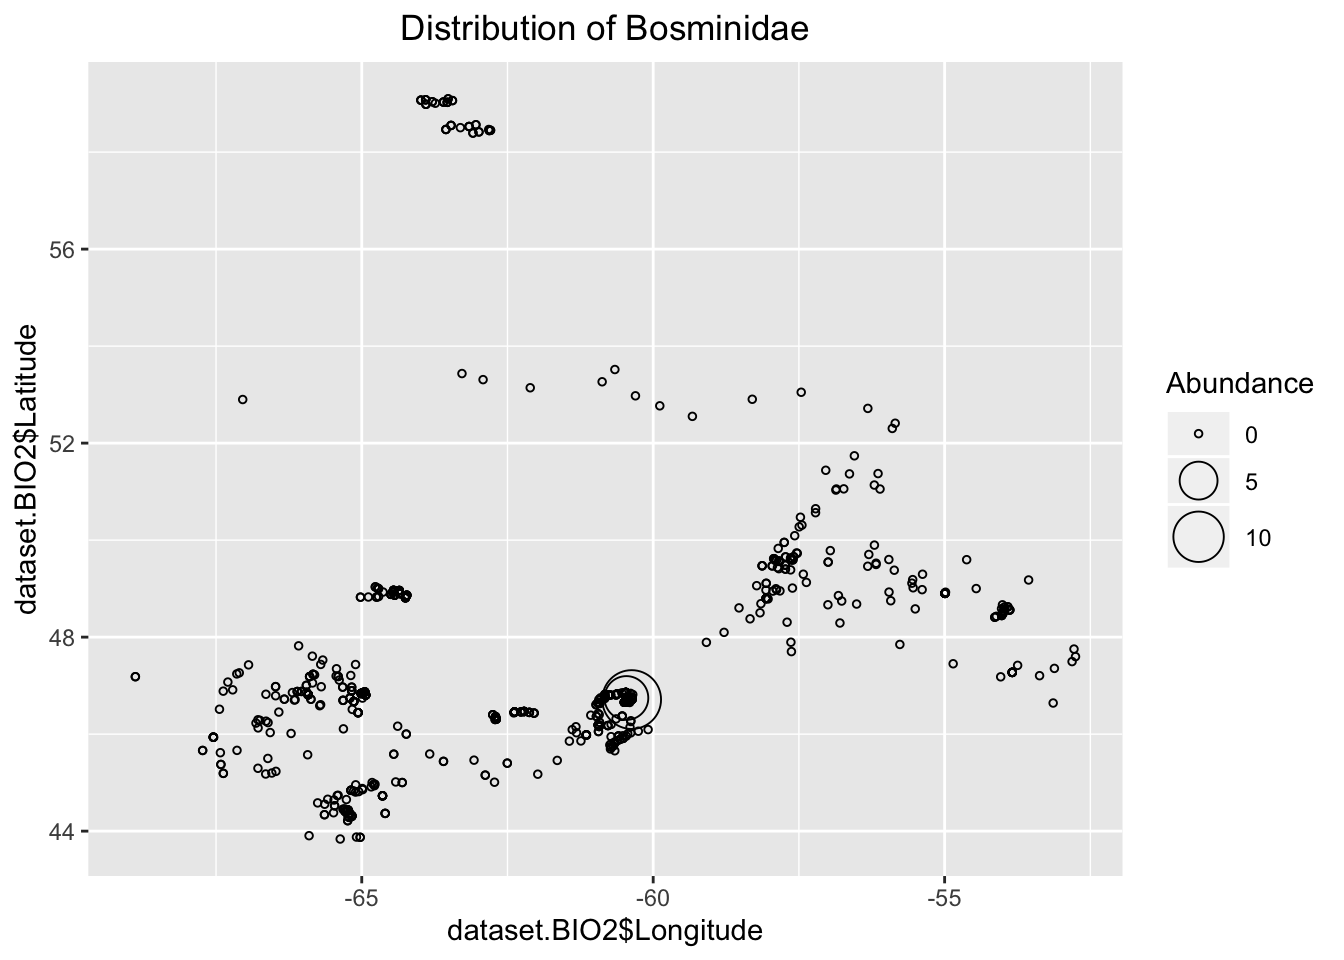 Distribution of Bosminidae
dataset.BIO2$Latitude
56
52
48
44
-65
-60
-55
dataset.BIO2$Longitude
Abundance
0
5
10